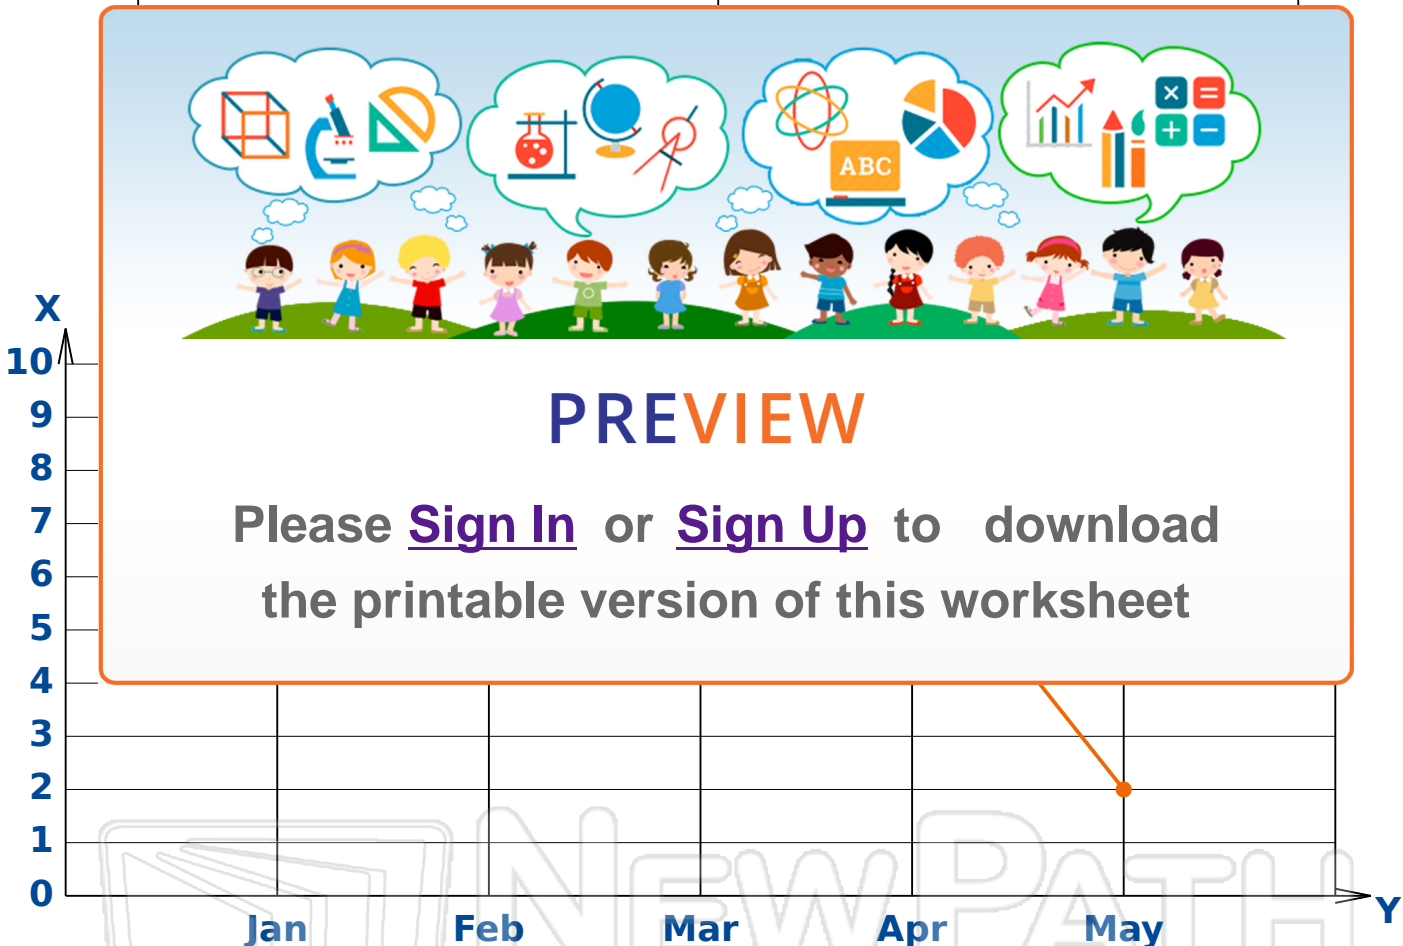 ABC
X
10
9
8
7
6
5
4
3
2
1
0
PREVIEW
Please Sign In or Sign Up to download
the printable version of this worksheet
Jan Feb Mar Apr May
Y
NEWPATH